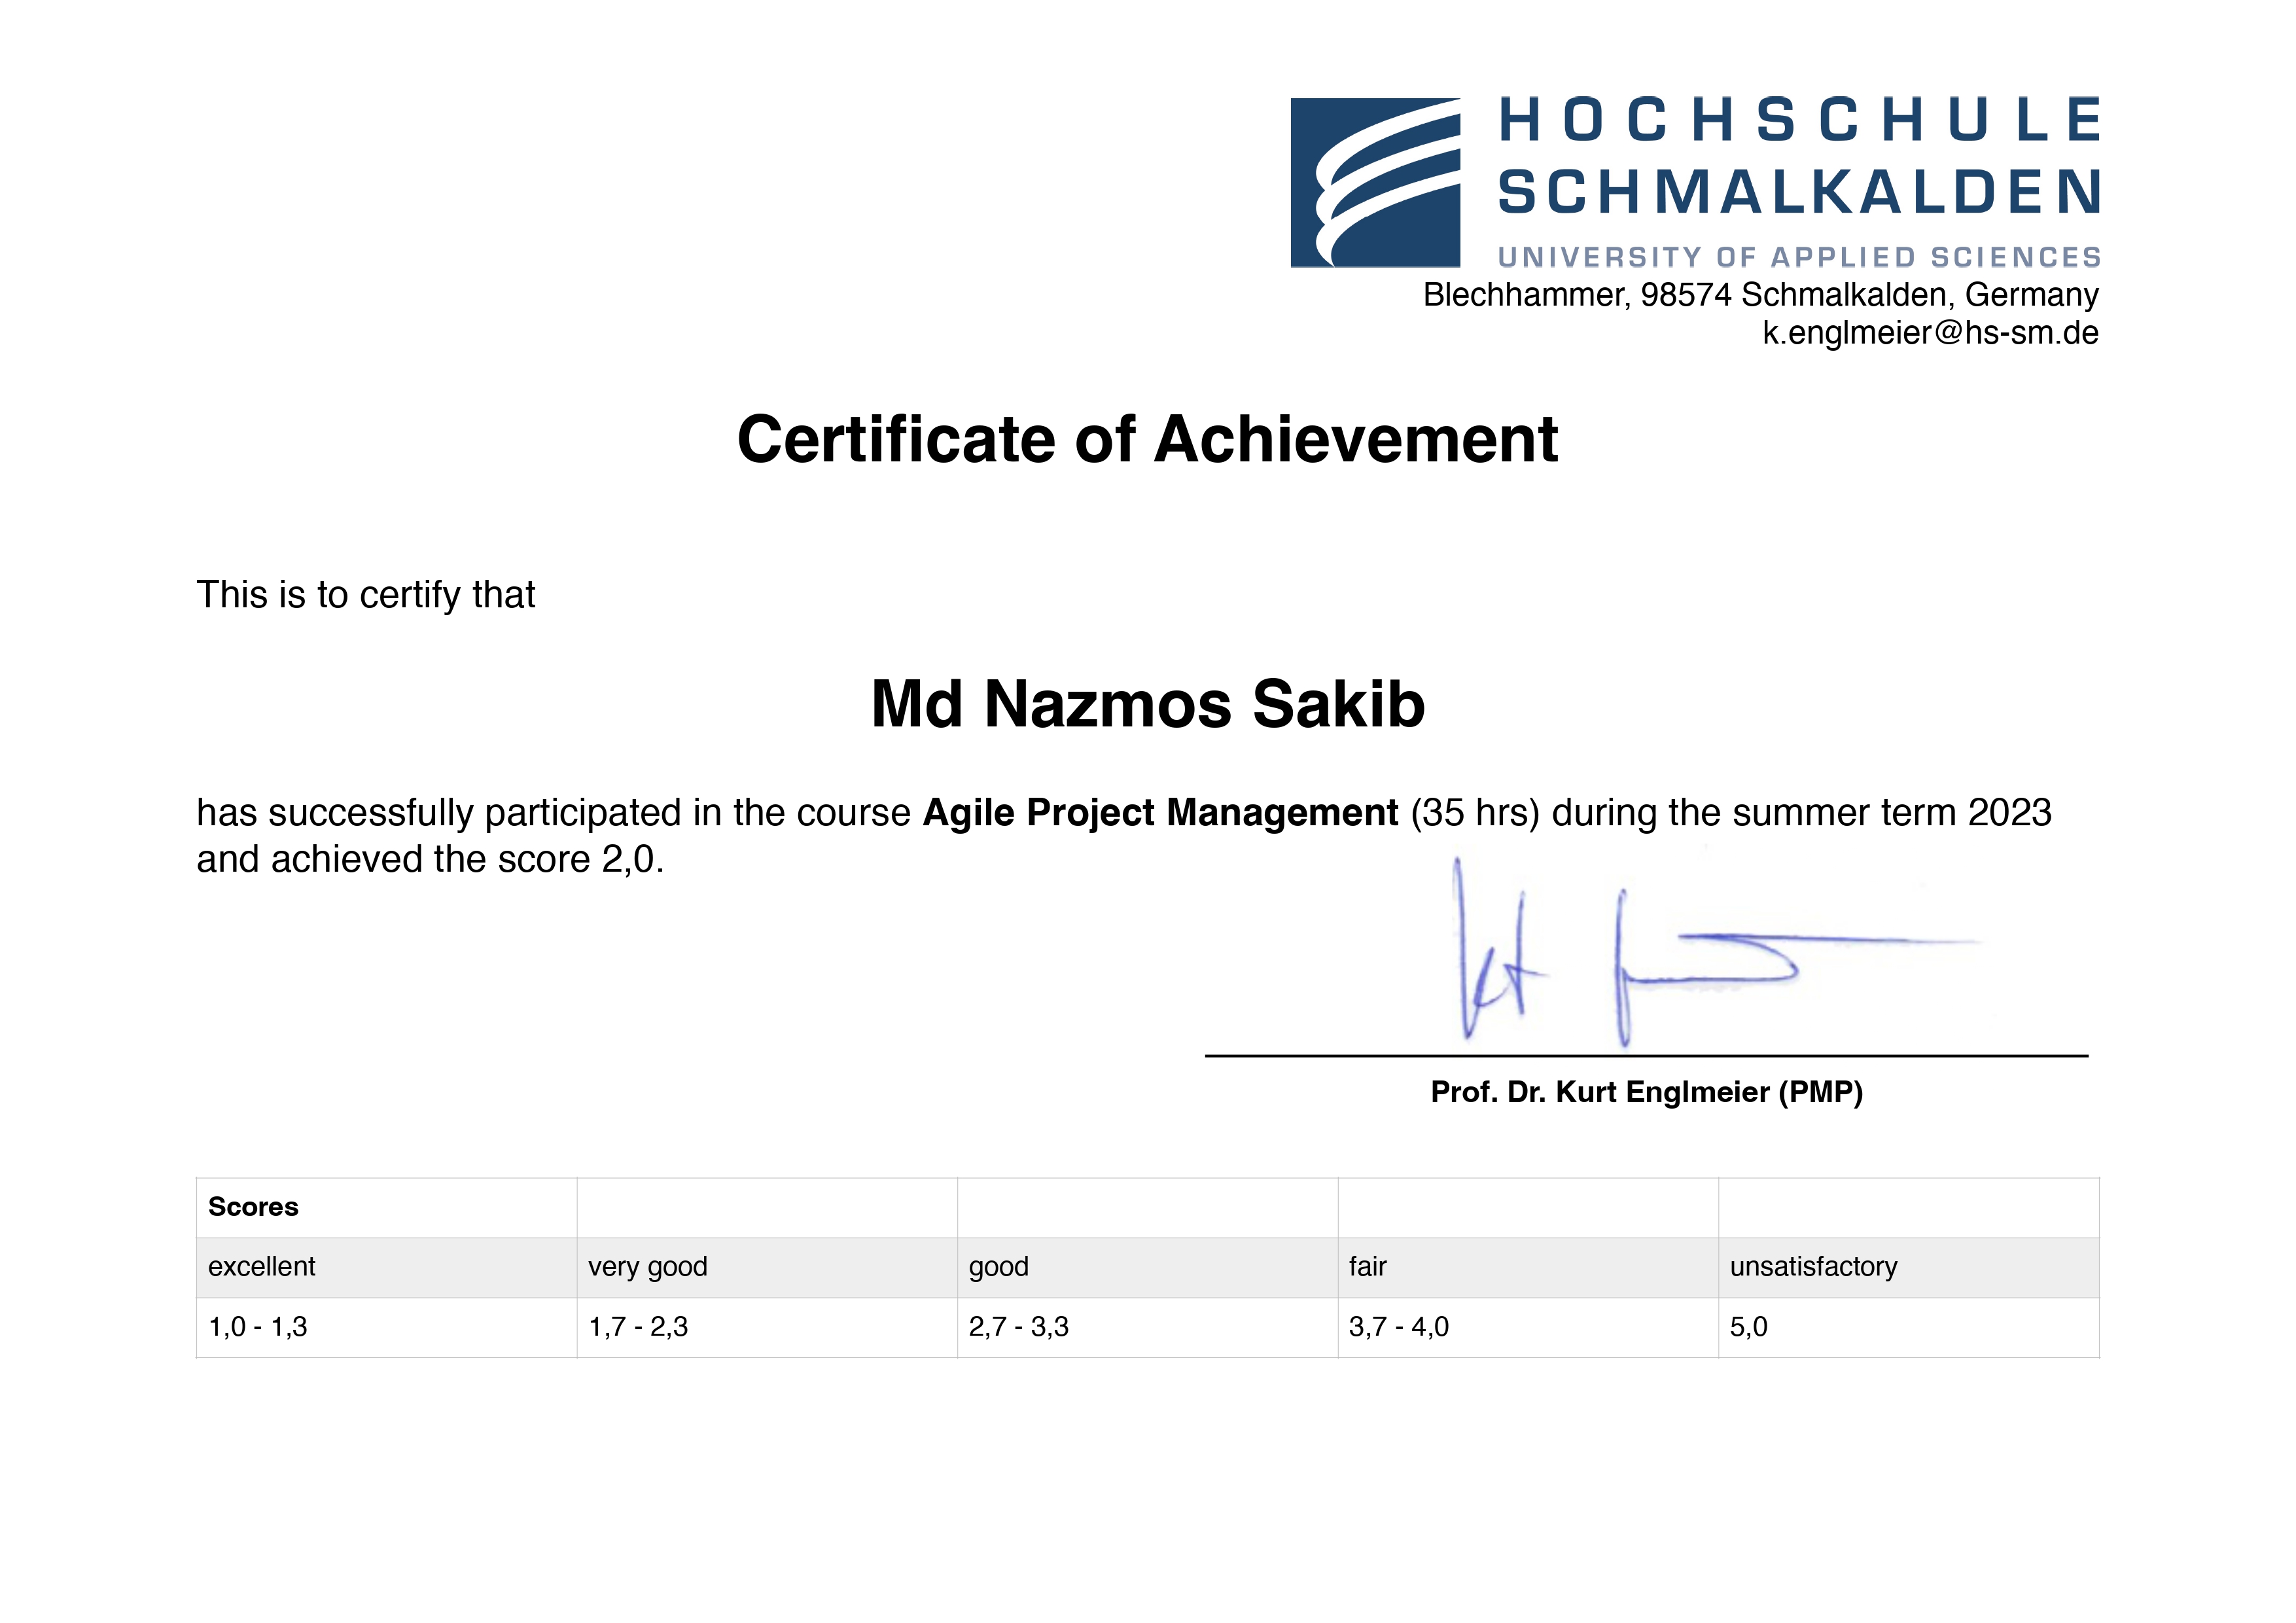 HOCHSCHULE
SCHMALKALDEN
UNIVERSITY OF APPLIED SCIENCES
Blechhammer, 98574 Schmalkalden, Germany
k.englmeier@hs-sm.de
Certificate of Achievement
This is to certify that
Md Nazmos Sakib
has successfully participated in the course Agile Project Management (35 hrs) during the summer term 2023
and achieved the score 2,0.
Prof. Dr. Kurt Englmeier (PMP)
Scores
excellent very good good fair unsatisfactory
1,0 - 1,3 1,7 - 2,3 2,7 - 3,3 3,7 - 4,0 5,0